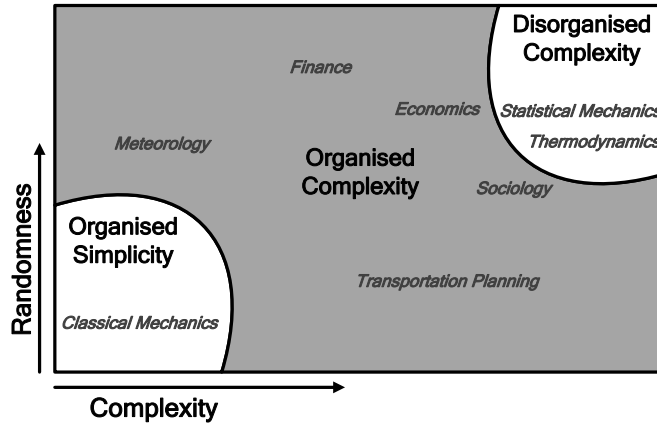 Disorganised
Complexity
Finance
Economics
Statistical Mechanics
Thermodynamics
Meteorology
Organised
Complexity
Sociology
Organised
Simplicity
Transportation Planning
Classical Mechanics
Randomness
Complexity